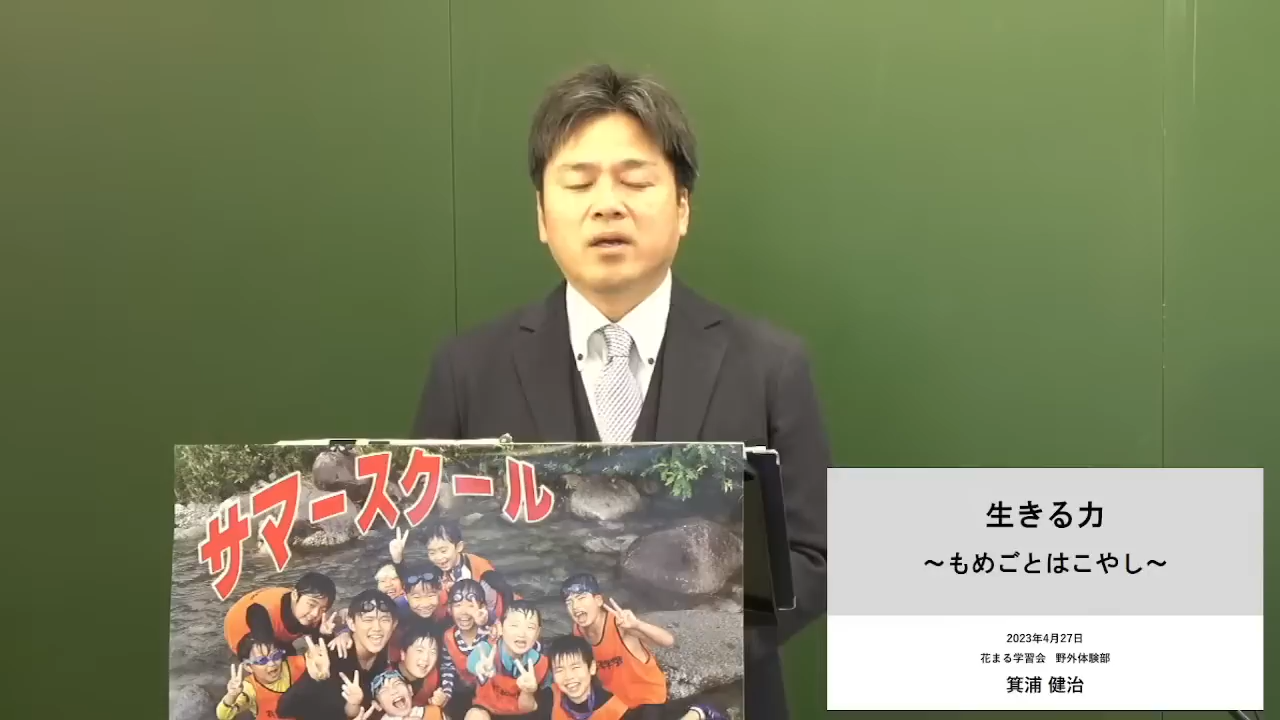 サマースクール
生きる力
～もめごとはこやし～
2023年4月27日
花まる学習会　野外体験部
箕浦 健治